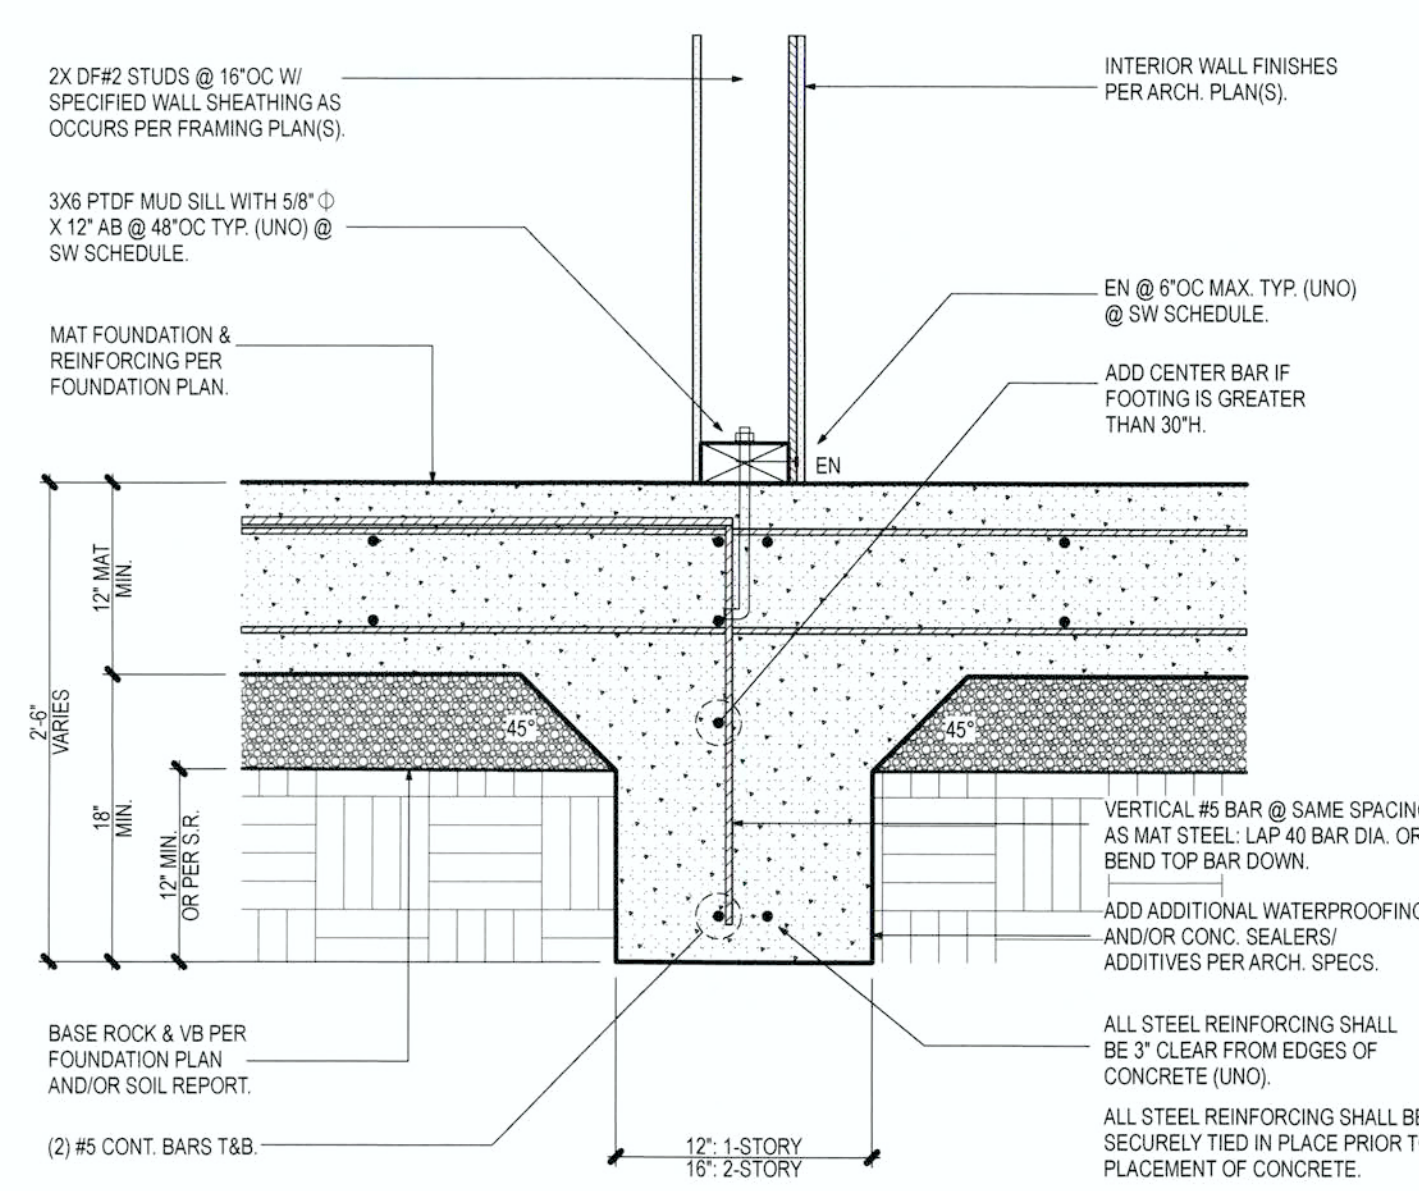 2X DF#2 STUDS @ 16"OC W/
SPECIFIED WALL SHEATHING AS
OCCURS PER FRAMING PLAN(S).
INTERIOR WALL FINISHES
PER ARCH. PLAN(S).
3X6 PTDF MUD SILL WITH 5/8" Φ
X 12" AB @ 48"OC TYP. (UNO) @
SW SCHEDULE.
EN @ 6"OC MAX. TYP. (UNO)
@ SW SCHEDULE.
MAT FOUNDATION &
REINFORCING PER
FOUNDATION PLAN.
ADD CENTER BAR IF
FOOTING IS GREATER
THAN 30"H.
EN
12" MAT
MIN.
2'-6"
VARIES
18"
MIN.
12" MIN.
OR PER S.R.
45°
45°
VERTICAL #5 BAR @ SAME SPACING
AS MAT STEEL: LAP 40 BAR DIA. OR
BEND TOP BAR DOWN.
ADD ADDITIONAL WATERPROOFING
AND/OR CONC. SEALERS/
ADDITIVES PER ARCH. SPECS.
BASE ROCK & VB PER
FOUNDATION PLAN
AND/OR SOIL REPORT.
ALL STEEL REINFORCING SHALL
BE 3" CLEAR FROM EDGES OF
CONCRETE (UNO).
(2) #5 CONT. BARS T&B.
ALL STEEL REINFORCING SHALL BE
SECURELY TIED IN PLACE PRIOR TO
PLACEMENT OF CONCRETE.
12": 1-STORY
16": 2-STORY